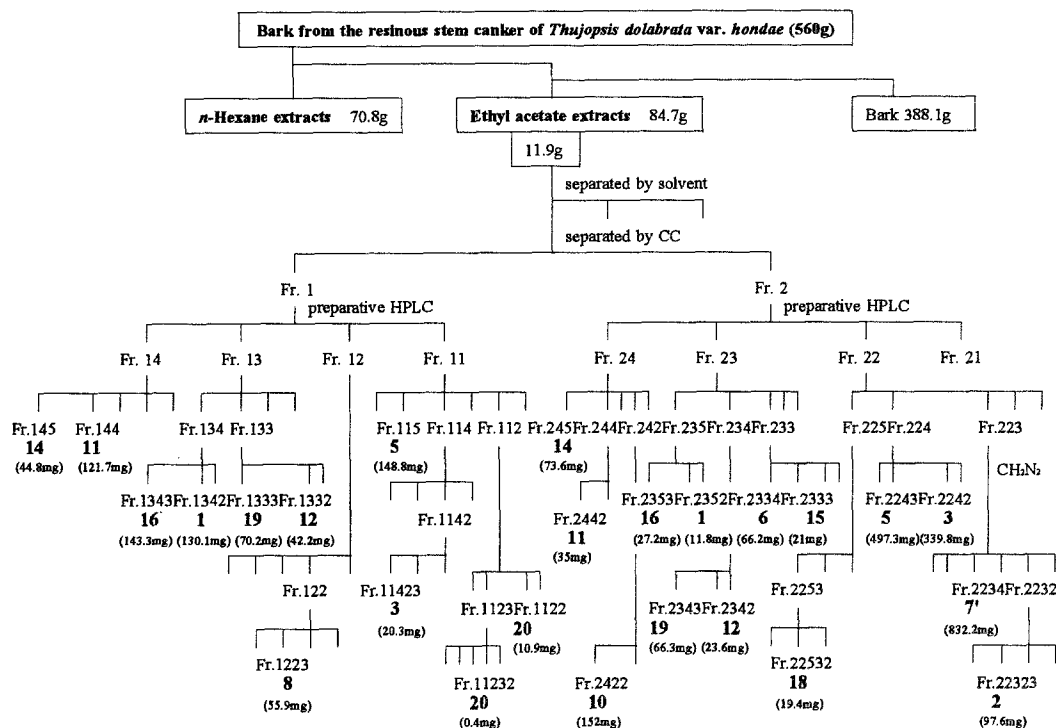 Bark from the resinous stem canker of Thujopsis dolabrata var. hondae (560g)
n-Hexane extracts 70.8g
Ethyl acetate extracts 84.7g
Bark 388.1g
11.9g
separated by solvent
separated by CC
Fr. 1
Fr. 2
preparative HPLC
preparative HPLC
Fr. 14 Fr. 13 Fr. 12 Fr. 11 Fr. 24 Fr. 23 Fr. 22 Fr. 21
Fr.145 Fr.144 Fr.134 Fr.133 Fr.115 Fr.114 Fr.112 Fr.245 Fr.244 Fr.242 Fr.235 Fr.234 Fr.233 Fr.225 Fr.224 Fr.223
14 11 5 14
(44.8mg) (121.7mg) (148.8mg) (73.6mg)
CH2N2
Fr.1343 Fr.1342 Fr.1333 Fr.1332 Fr.1142 Fr.2442 Fr.2353 Fr.2352 Fr.2334 Fr.2333 Fr.2243 Fr.2242
16 1 19 12 11 16 1 6 15 5 3
(143.3mg) (130.1mg) (70.2mg) (42.2mg) (35mg) (27.2mg) (11.8mg) (66.2mg) (21mg) (497.3mg) (339.8mg)
Fr.122 Fr.11423 Fr.1123 Fr.1122 Fr.2343 Fr.2342 Fr.2253 Fr.2234 Fr.2232
3 20 19 12 7'
(20.3mg) (10.9mg) (66.3mg) (23.6mg) (832.2mg)
Fr.1223 Fr.11232 Fr.2422 Fr.22532 Fr.22323
8 20 10 18 2
(55.9mg) (0.4mg) (152mg) (19.4mg) (97.6mg)